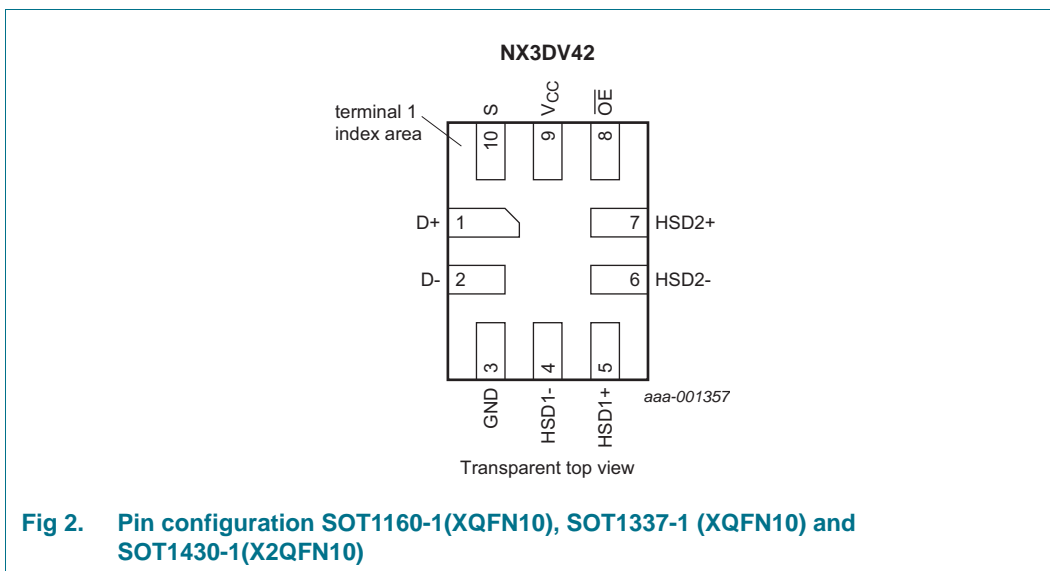 NX3DV42
terminal 1
index area
S
VCC
OE
10
9
8
D+
1
7
HSD2+
D-
2
6
HSD2-
3
4
5
GND
HSD1-
HSD1+
aaa-001357
Transparent top view
Fig 2. Pin configuration SOT1160-1(XQFN10), SOT1337-1 (XQFN10) and
SOT1430-1(X2QFN10)